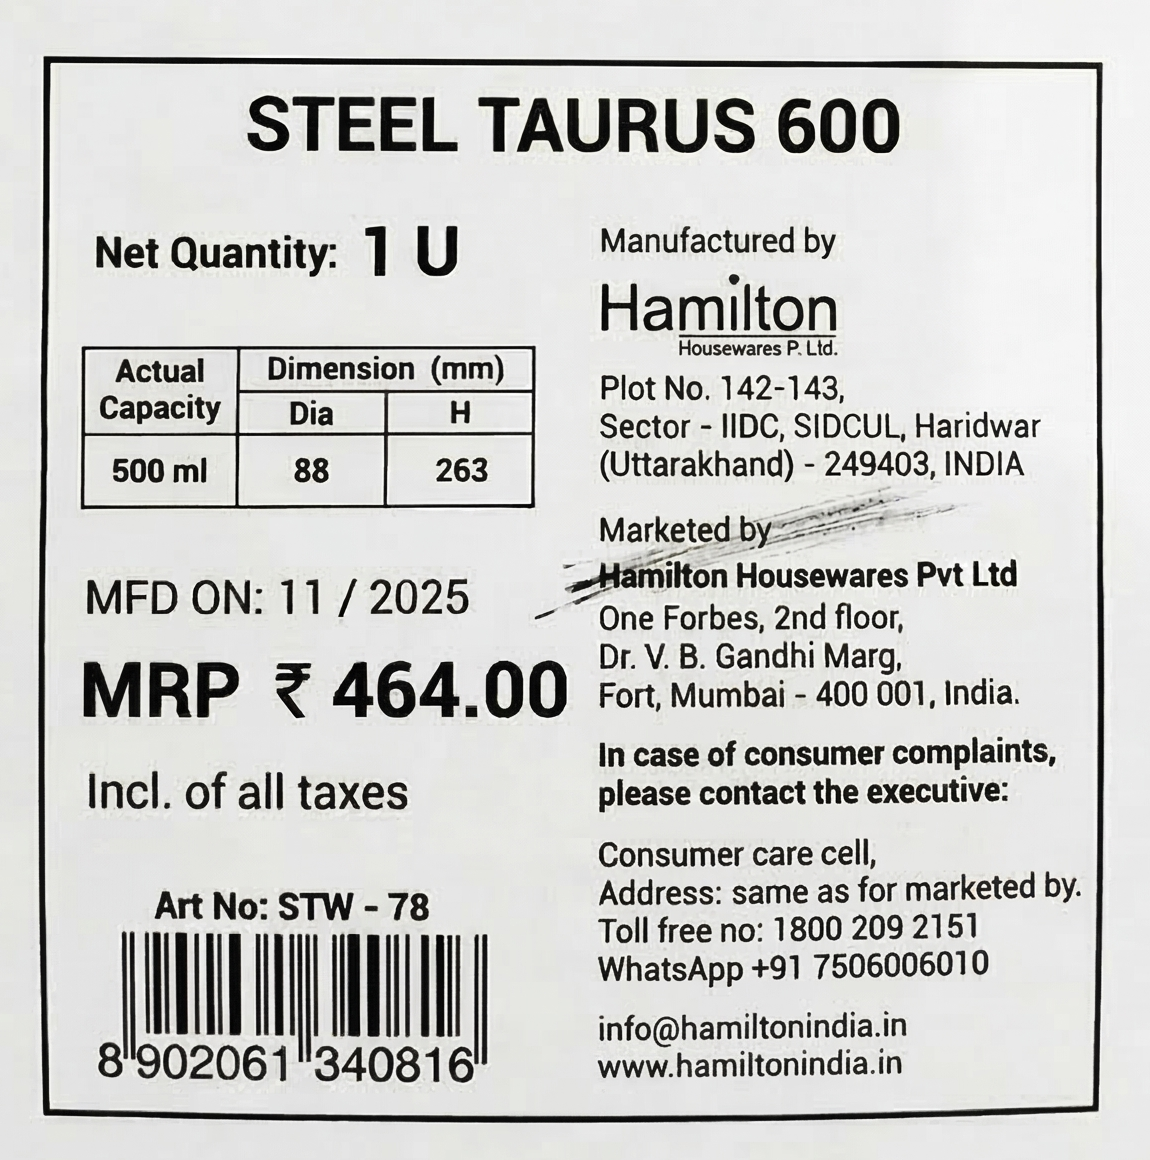 STEEL TAURUS 600
Net Quantity: 1 U
Actual Capacity
Dimension (mm)
Dia
H
500 ml
88
263
MFD ON: 11 / 2025
MRP ₹ 464.00
Incl. of all taxes
Art No: STW - 78
8 902061 340816
Manufactured by
Hamilton
Housewares P. Ltd.
Plot No. 142-143,
Sector - IIDC, SIDCUL, Haridwar
(Uttarakhand) - 249403, INDIA
Marketed by
Hamilton Housewares Pvt Ltd
One Forbes, 2nd floor,
Dr. V. B. Gandhi Marg,
Fort, Mumbai - 400 001, India.
In case of consumer complaints,
please contact the executive:
Consumer care cell,
Address: same as for marketed by.
Toll free no: 1800 209 2151
WhatsApp +91 7506006010
info@hamiltonindia.in
www.hamiltonindia.in